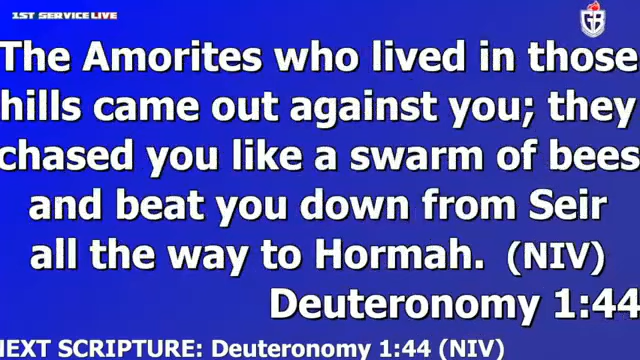 1ST SERVICE LIVE
GB
The Amorites who lived in those
hills came out against you; they
chased you like a swarm of bees
and beat you down from Seir
all the way to Hormah. (NIV)
Deuteronomy 1:44
NEXT SCRIPTURE: Deuteronomy 1:44 (NIV)